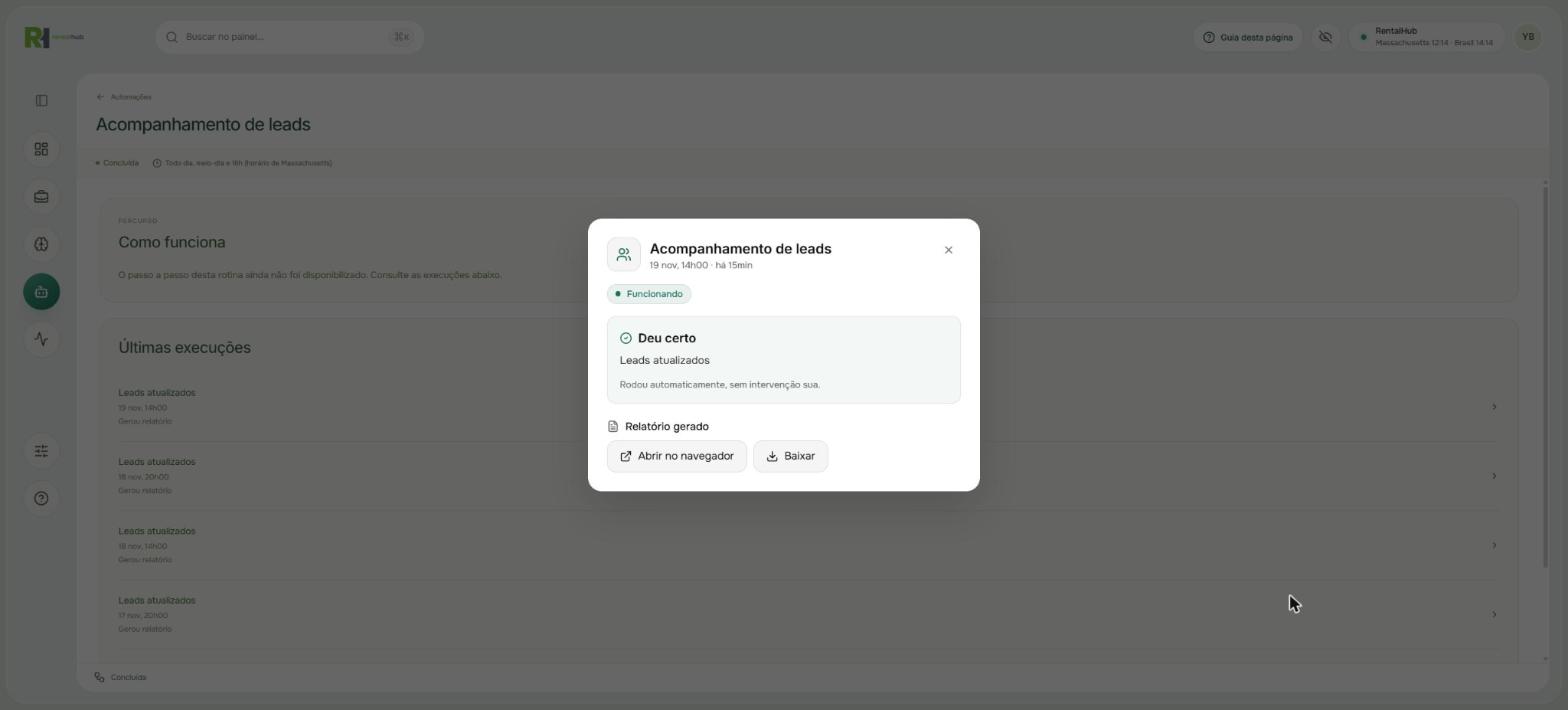 rentalhub
Buscar no painel...
⌘K
Guia desta página
RentalHub
Massachusetts 12:14 · Brasil 14:14
YB
Automações
Acompanhamento de leads
Concluída
Todo dia, meio-dia e 18h (horário de Massachusetts)
PERCURSO
Como funciona
O passo a passo desta rotina ainda não foi disponibilizado. Consulte as execuções abaixo.
Últimas execuções
Leads atualizados
19 nov, 14h00
Gerou relatório
Leads atualizados
18 nov, 20h00
Gerou relatório
Leads atualizados
18 nov, 14h00
Gerou relatório
Leads atualizados
17 nov, 20h00
Gerou relatório
Concluída
Acompanhamento de leads
19 nov, 14h00 · há 15min
Funcionando
Deu certo
Leads atualizados
Rodou automaticamente, sem intervenção sua.
Relatório gerado
Abrir no navegador
Baixar